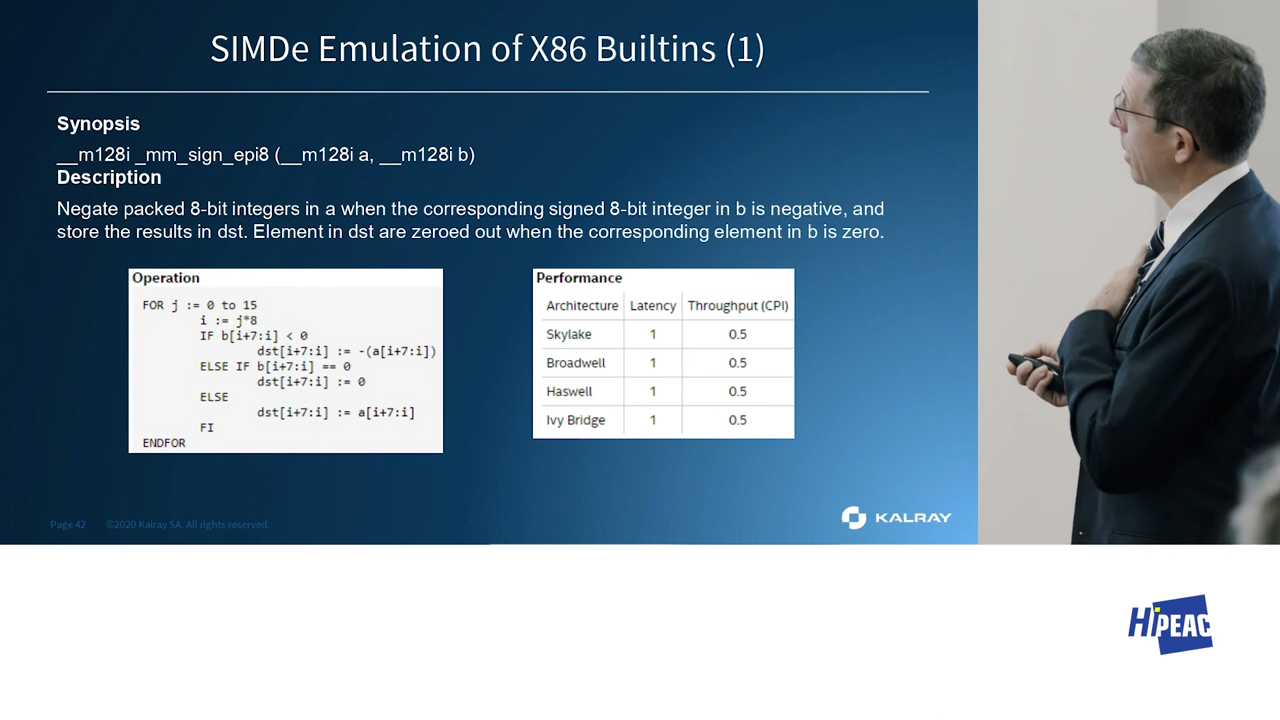 SIMDe Emulation of X86 Builtins (1)
Synopsis
__m128i _mm_sign_epi8 (__m128i a, __m128i b)
Description
Negate packed 8-bit integers in a when the corresponding signed 8-bit integer in b is negative, and
store the results in dst. Element in dst are zeroed out when the corresponding element in b is zero.
Operation
FOR j := 0 to 15
i := j*8
IF b[i+7:i] < 0
dst[i+7:i] := -(a[i+7:i])
ELSE IF b[i+7:i] == 0
dst[i+7:i] := 0
ELSE
dst[i+7:i] := a[i+7:i]
FI
ENDFOR
Performance
Architecture Latency Throughput (CPI)
Skylake 1 0.5
Broadwell 1 0.5
Haswell 1 0.5
Ivy Bridge 1 0.5
Page 42 ©2020 Kalray SA. All rights reserved.
KALRAY
HiPEAC